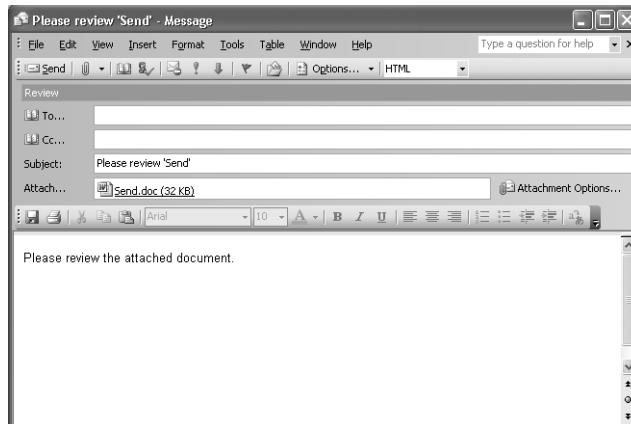 Please review 'Send' - Message
File Edit View Insert Format Tools Table Window Help Type a question for help
Send Options... HTML
Review
To...
Cc...
Subject: Please review 'Send'
Attach... Send.doc (32 KB) Attachment Options...
Arial 10 A B I U
Please review the attached document.